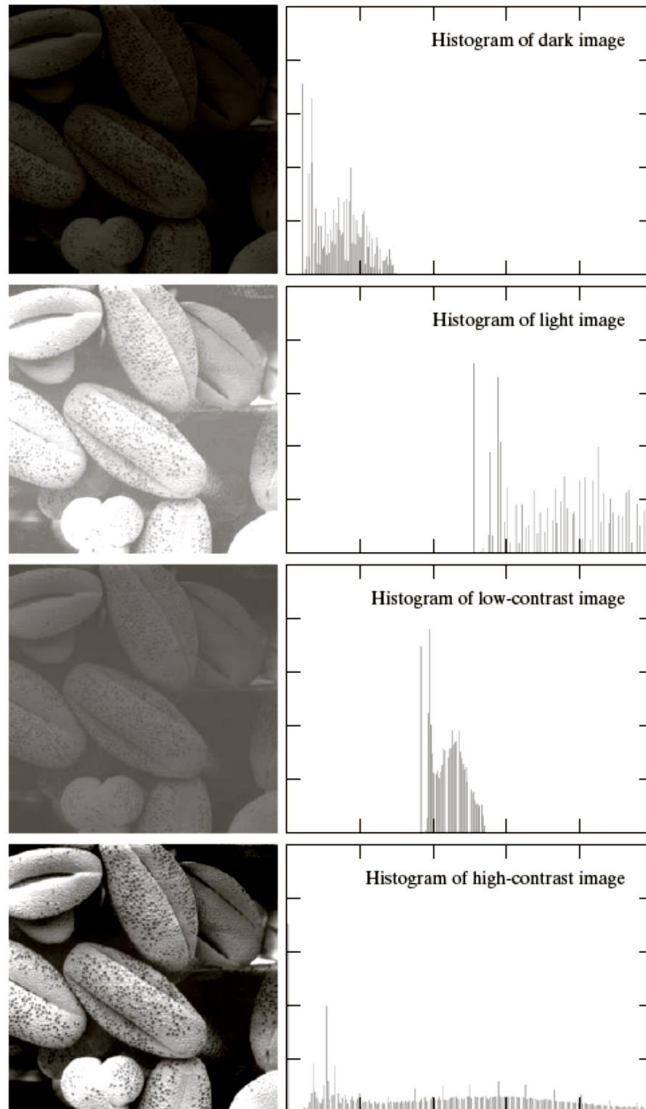 Histogram of dark image
Histogram of light image
Histogram of low-contrast image
Histogram of high-contrast image